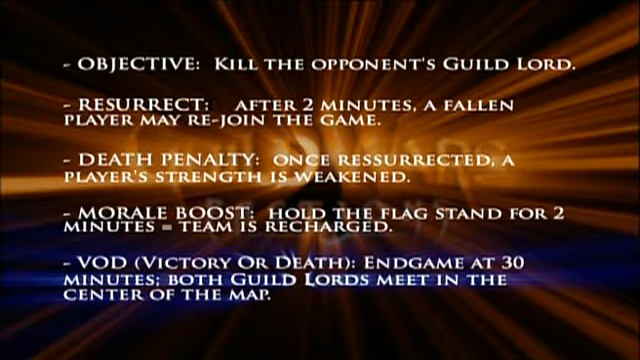 - OBJECTIVE: KILL THE OPPONENT'S GUILD LORD.
- RESURRECT: AFTER 2 MINUTES, A FALLEN
PLAYER MAY RE-JOIN THE GAME.
- DEATH PENALTY: ONCE RESSURRECTED, A
PLAYER'S STRENGTH IS WEAKENED.
- MORALE BOOST: HOLD THE FLAG STAND FOR 2
MINUTES = TEAM IS RECHARGED.
- VOD (VICTORY OR DEATH): ENDGAME AT 30
MINUTES; BOTH GUILD LORDS MEET IN THE
CENTER OF THE MAP.